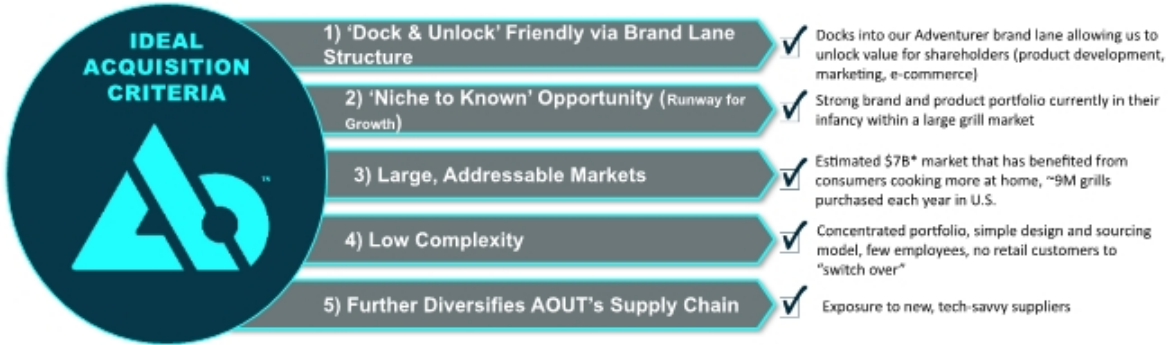 IDEAL
ACQUISITION
CRITERIA
™
1) ‘Dock & Unlock’ Friendly via Brand Lane
Structure
Docks into our Adventurer brand lane allowing us to
unlock value for shareholders (product development,
marketing, e-commerce)
2) ‘Niche to Known’ Opportunity (Runway for
Growth)
Strong brand and product portfolio currently in their
infancy within a large grill market
3) Large, Addressable Markets
Estimated $7B* market that has benefited from
consumers cooking more at home, ~9M grills
purchased each year in U.S.
4) Low Complexity
Concentrated portfolio, simple design and sourcing
model, few employees, no retail customers to
“switch over”
5) Further Diversifies AOUT’s Supply Chain
Exposure to new, tech-savvy suppliers